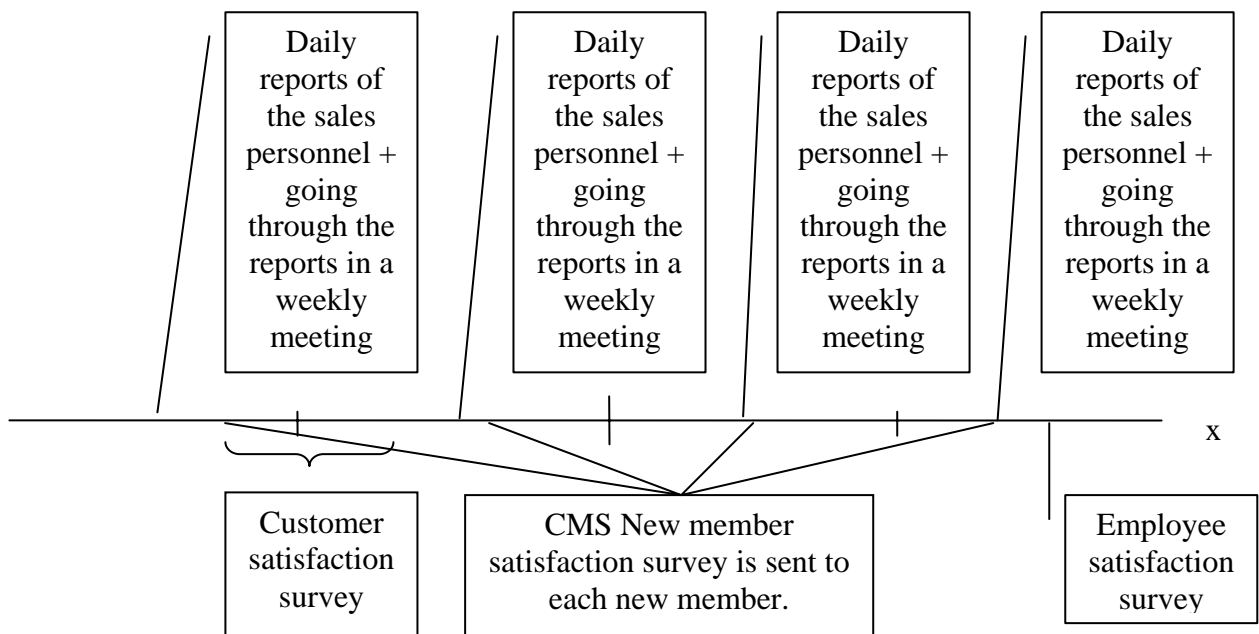 Daily
reports of
the sales
personnel +
going
through the
reports in a
weekly
meeting
Daily
reports of
the sales
personnel +
going
through the
reports in a
weekly
meeting
Daily
reports of
the sales
personnel +
going
through the
reports in a
weekly
meeting
Daily
reports of
the sales
personnel +
going
through the
reports in a
weekly
meeting
x
Customer
satisfaction
survey
CMS New member
satisfaction survey is sent to
each new member.
Employee
satisfaction
survey